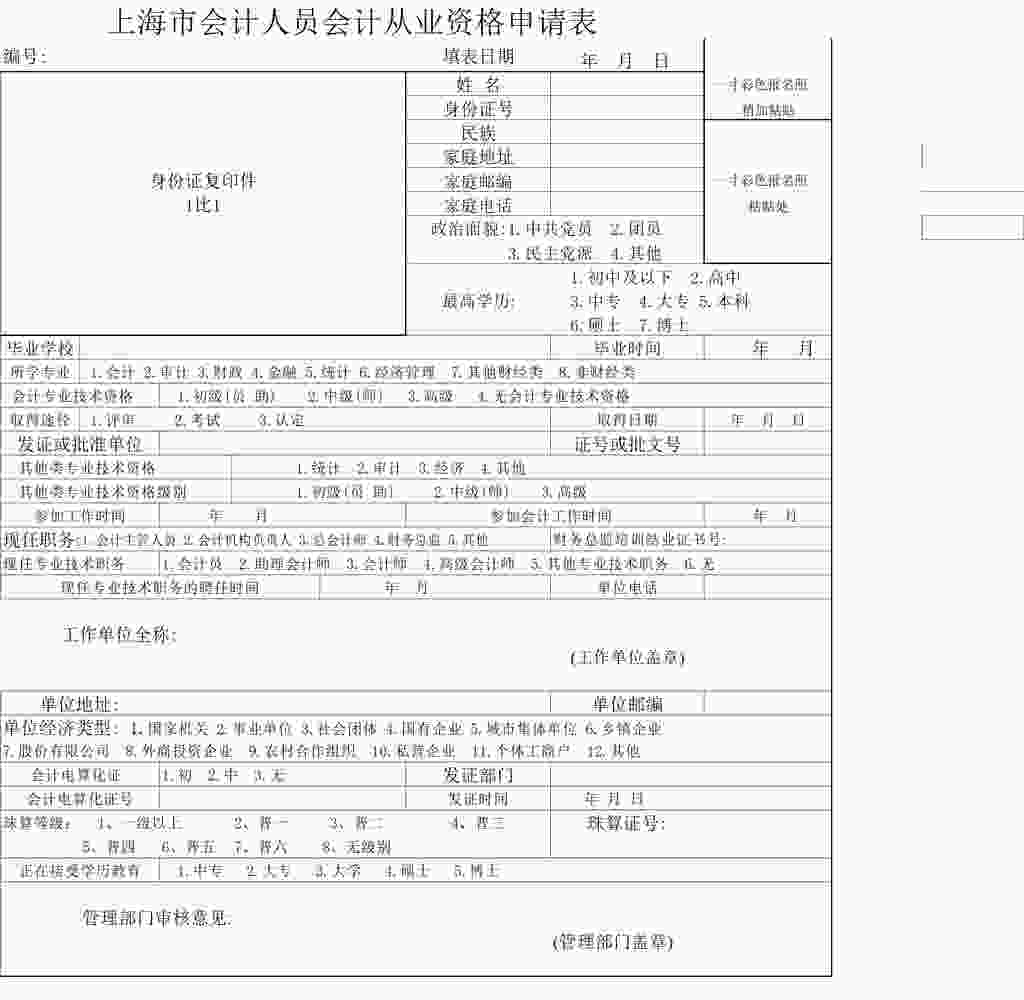 上海市会计人员会计从业资格申请表
编号: 填表日期 年 月 日
姓 名
一寸彩色报名照
稍加粘贴
身份证号
民族
家庭地址
身份证复印件
1比1
家庭邮编
一寸彩色报名照
粘贴处
家庭电话
政治面貌:1.中共党员 2.团员
3.民主党派 4.其他
最高学历:
1.初中及以下 2.高中
3.中专 4.大专 5.本科
6.硕士 7.博士
毕业学校 毕业时间 年 月
所学专业 1.会计 2.审计 3.财政 4.金融 5.统计 6.经济管理 7.其他财经类 8.非财经类
会计专业技术资格 1.初级(员 助) 2.中级(师) 3.高级 4.无会计专业技术资格
取得途径 1.评审 2.考试 3.认定 取得日期 年 月 日
发证或批准单位 证号或批文号
其他类专业技术资格 1.统计 2.审计 3.经济 4.其他
其他类专业技术资格级别 1.初级(员 助) 2.中级(师) 3.高级
参加工作时间 年 月 参加会计工作时间 年 月
现任职务:1.会计主管人员 2.会计机构负责人 3.总会计师 4.财务总监 5.其他 财务总监培训结业证书号:
现任专业技术职务 1.会计员 2.助理会计师 3.会计师 4.高级会计师 5.其他专业技术职务 6.无
现任专业技术职务的聘任时间 年 月 单位电话
工作单位全称:
(工作单位盖章)
单位地址: 单位邮编
单位经济类型: 1.国家机关 2.事业单位 3.社会团体 4.国有企业 5.城市集体单位 6.乡镇企业
7.股份有限公司 8.外商投资企业 9.农村合作组织 10.私营企业 11.个体工商户 12.其他
会计电算化证 1.初 2.中 3.无 发证部门
会计电算化证号 发证时间 年 月 日
珠算等级: 1、一级以上 2、普一 3、普二 4、普三 珠算证号:
5、普四 6、普五 7、普六 8、无级别
正在接受学历教育 1.中专 2.大专 3.大学 4.硕士 5.博士
管理部门审核意见:
(管理部门盖章)